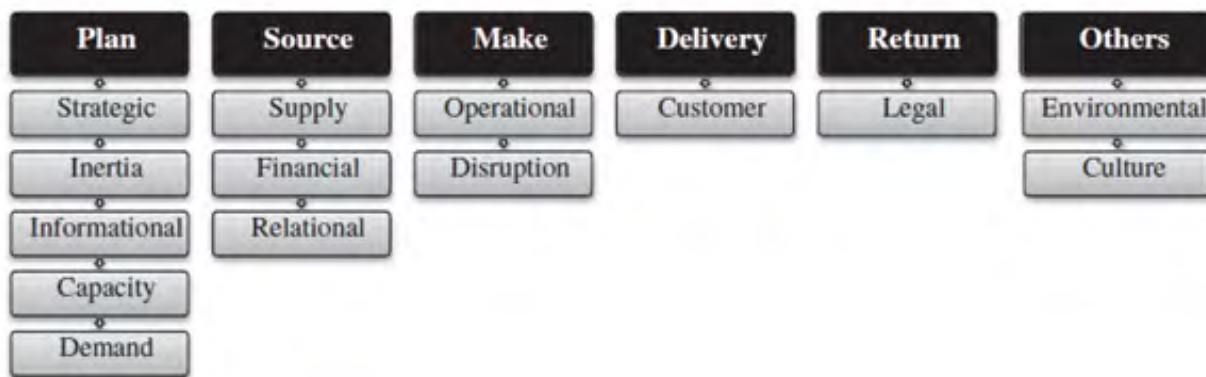 Plan
Strategic
Inertia
Informational
Capacity
Demand
Source
Supply
Financial
Relational
Make
Operational
Disruption
Delivery
Customer
Return
Legal
Others
Environmental
Culture